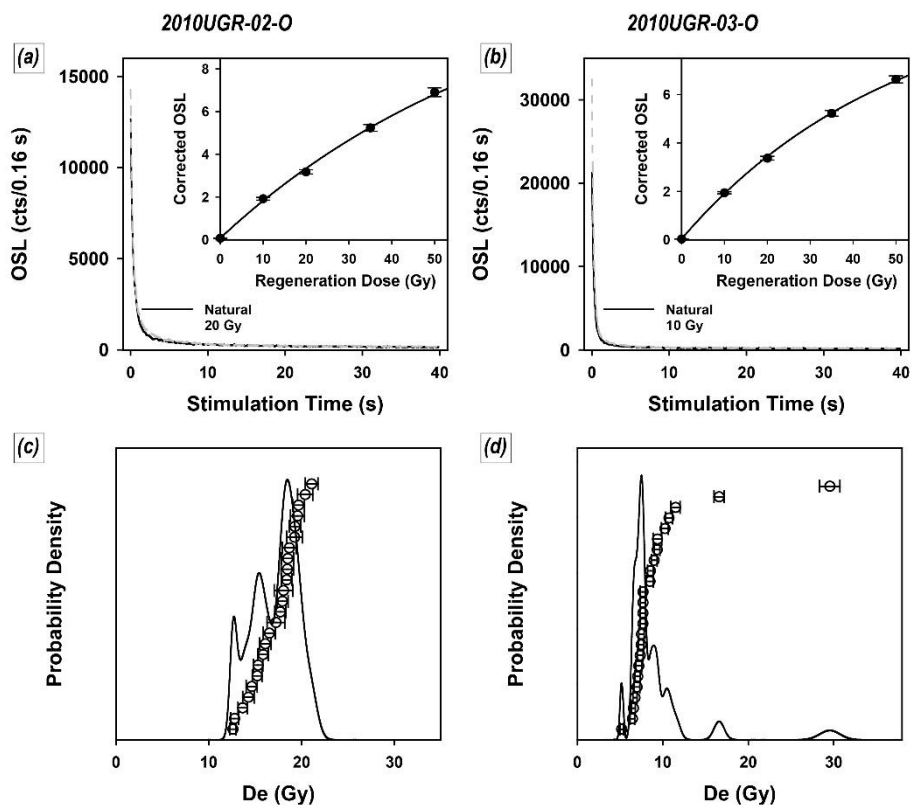 2010UGR-02-O
2010UGR-03-O
(a)
15000
10000
5000
0
OSL (cts/0.16 s)
0 10 20 30 40
Stimulation Time (s)
8
6
4
2
0
Corrected OSL
0 10 20 30 40 50
Regeneration Dose (Gy)
Natural
20 Gy
(b)
30000
20000
10000
0
OSL (cts/0.16 s)
0 10 20 30 40
Stimulation Time (s)
6
4
2
0
Corrected OSL
0 10 20 30 40 50
Regeneration Dose (Gy)
Natural
10 Gy
(c)
Probability Density
0 10 20 30
De (Gy)
(d)
Probability Density
0 10 20 30
De (Gy)